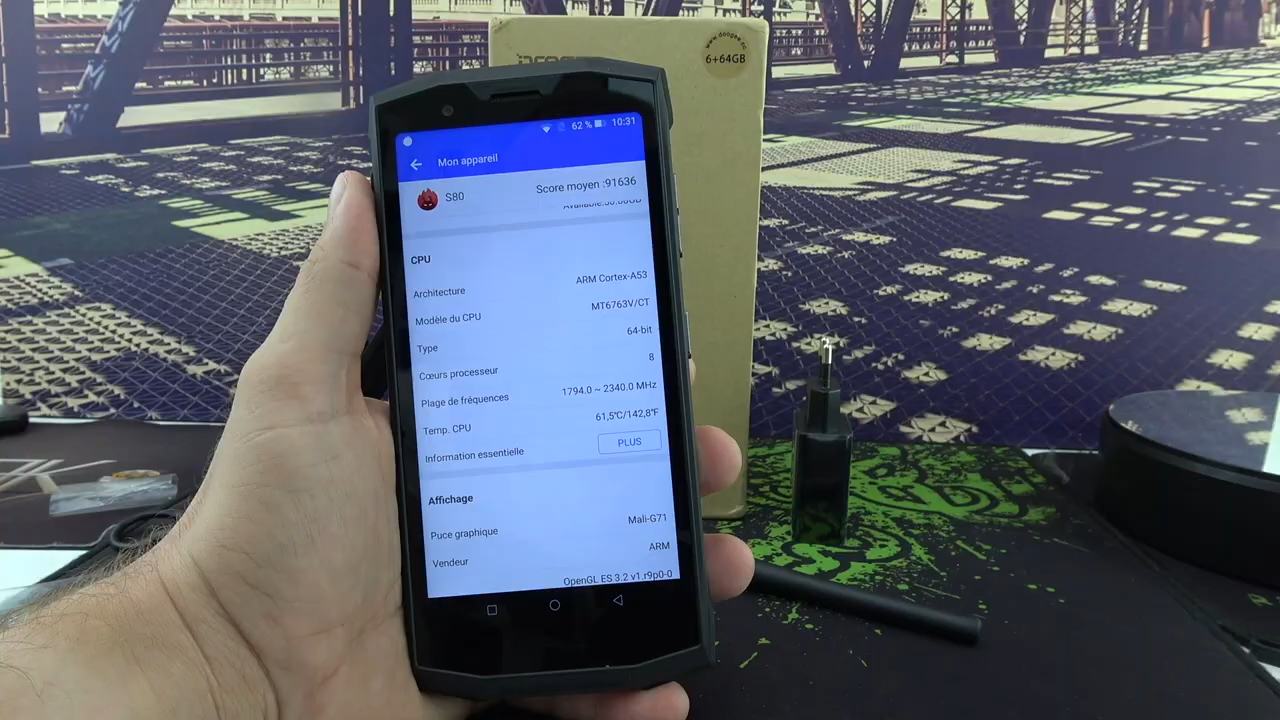 www.doogee.cc
6+64GB
62 % 10:31
Mon appareil
S80 Score moyen :91636
CPU
Architecture ARM Cortex-A53
Modèle du CPU MT6763V/CT
Type 64-bit
Cœurs processeur 8
Plage de fréquences 1794.0 ~ 2340.0 MHz
Temp. CPU 61,5°C/142,8°F
Information essentielle PLUS
Affichage
Puce graphique Mali-G71
Vendeur ARM
OpenGL ES 3.2 v1.r9p0-0